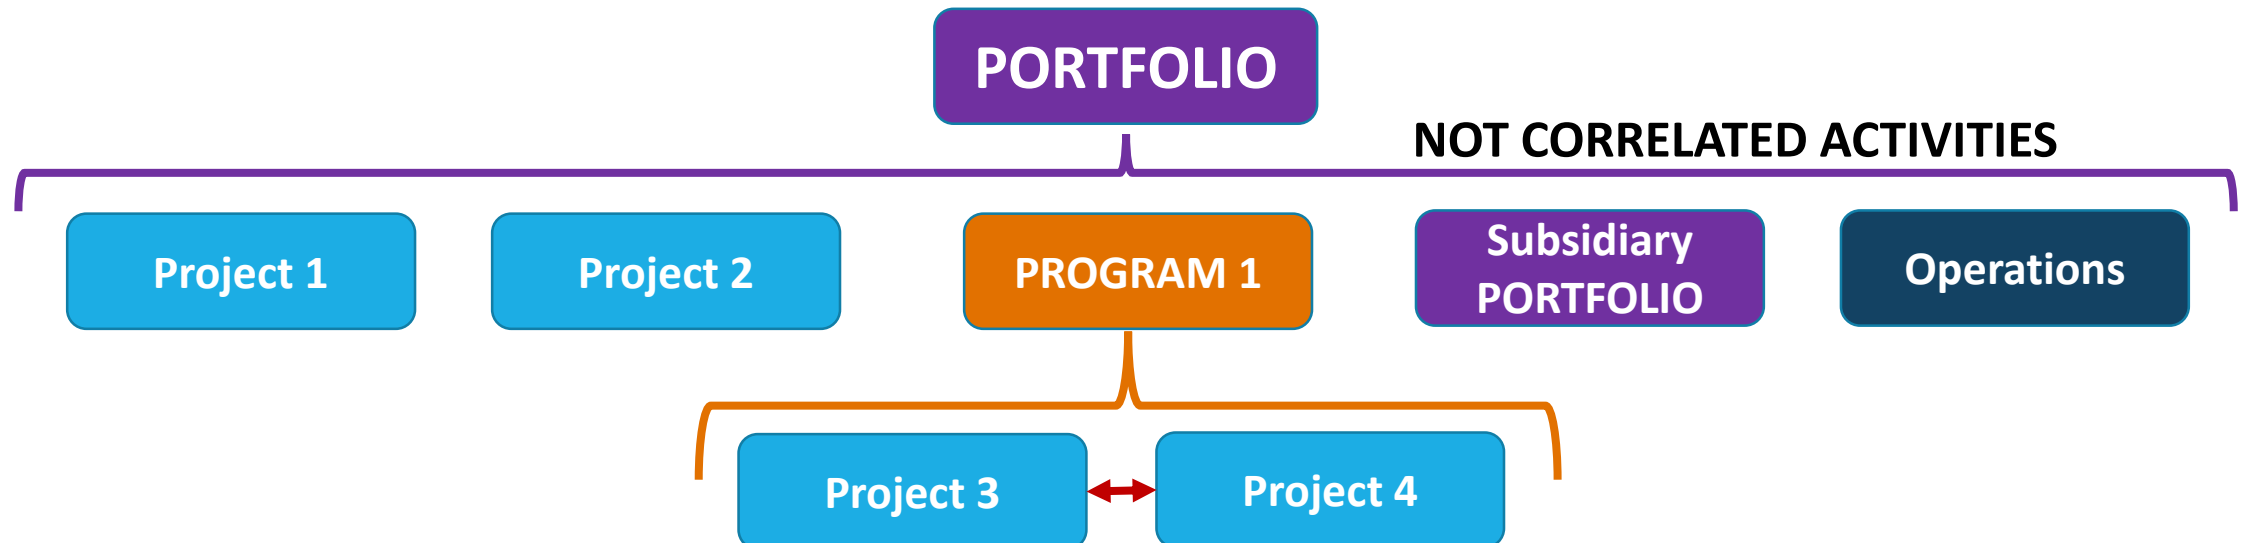 PORTFOLIO
NOT CORRELATED ACTIVITIES
Project 1
Project 2
PROGRAM 1
Subsidiary
PORTFOLIO
Operations
Project 3
Project 4